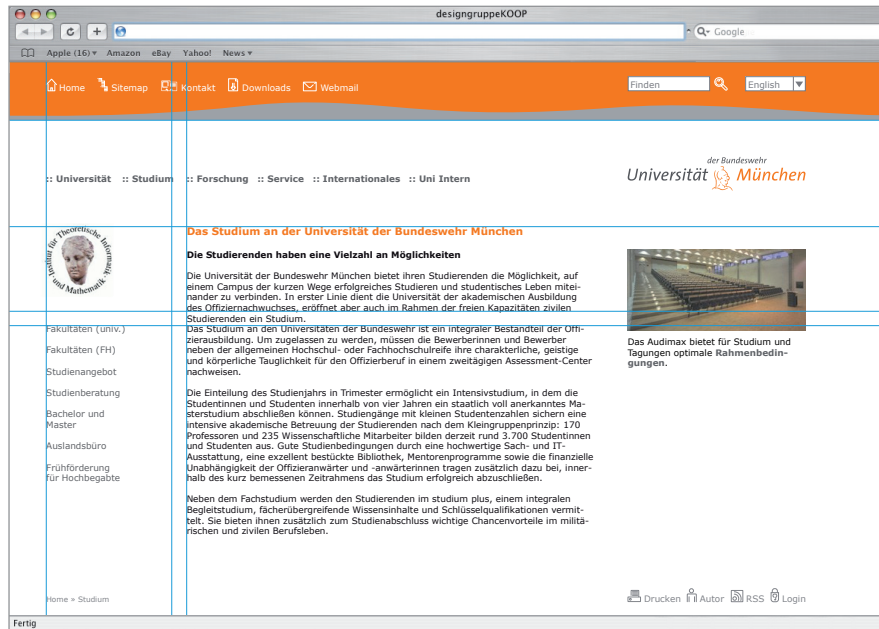 designgruppeKOOP
Google
Apple (16) Amazon eBay Yahoo! News
Home Sitemap Kontakt Downloads Webmail
Finden English
der Bundeswehr
Universität München
:: Universität :: Studium :: Forschung :: Service :: Internationales :: Uni Intern
Institut für Theoretische Informatik - und Mathematik -
Das Studium an der Universität der Bundeswehr München
Die Studierenden haben eine Vielzahl an Möglichkeiten
Die Universität der Bundeswehr München bietet ihren Studierenden die Möglichkeit, auf
einem Campus der kurzen Wege erfolgreiches Studieren und studentisches Leben mitei-
nander zu verbinden. In erster Linie dient die Universität der akademischen Ausbildung
des Offiziernachwuchses, eröffnet aber auch im Rahmen der freien Kapazitäten zivilen
Studierenden ein Studium.
Das Studium an den Universitäten der Bundeswehr ist ein integraler Bestandteil der Offi-
zierausbildung. Um zugelassen zu werden, müssen die Bewerberinnen und Bewerber
neben der allgemeinen Hochschul- oder Fachhochschulreife ihre charakterliche, geistige
und körperliche Tauglichkeit für den Offizierberuf in einem zweitägigen Assessment-Center
nachweisen.
Die Einteilung des Studienjahrs in Trimester ermöglicht ein Intensivstudium, in dem die
Studentinnen und Studenten innerhalb von vier Jahren ein staatlich voll anerkanntes Ma-
sterstudium abschließen können. Studiengänge mit kleinen Studentenzahlen sichern eine
intensive akademische Betreuung der Studierenden nach dem Kleingruppenprinzip: 170
Professoren und 235 Wissenschaftliche Mitarbeiter bilden derzeit rund 3.700 Studentinnen
und Studenten aus. Gute Studienbedingungen durch eine hochwertige Sach- und IT-
Ausstattung, eine exzellent bestückte Bibliothek, Mentorenprogramme sowie die finanzielle
Unabhängigkeit der Offizieranwärter und -anwärterinnen tragen zusätzlich dazu bei, inner-
halb des kurz bemessenen Zeitrahmens das Studium erfolgreich abzuschließen.
Neben dem Fachstudium werden den Studierenden im studium plus, einem integralen
Begleitstudium, fächerübergreifende Wissensinhalte und Schlüsselqualifikationen vermit-
telt. Sie bieten ihnen zusätzlich zum Studienabschluss wichtige Chancenvorteile im militä-
rischen und zivilen Berufsleben.
Fakultäten (univ.)
Fakultäten (FH)
Studienangebot
Studienberatung
Bachelor und
Master
Auslandsbüro
Frühförderung
für Hochbegabte
Das Audimax bietet für Studium und
Tagungen optimale Rahmenbedin-
gungen.
Home » Studium
Drucken Autor RSS Login
Fertig